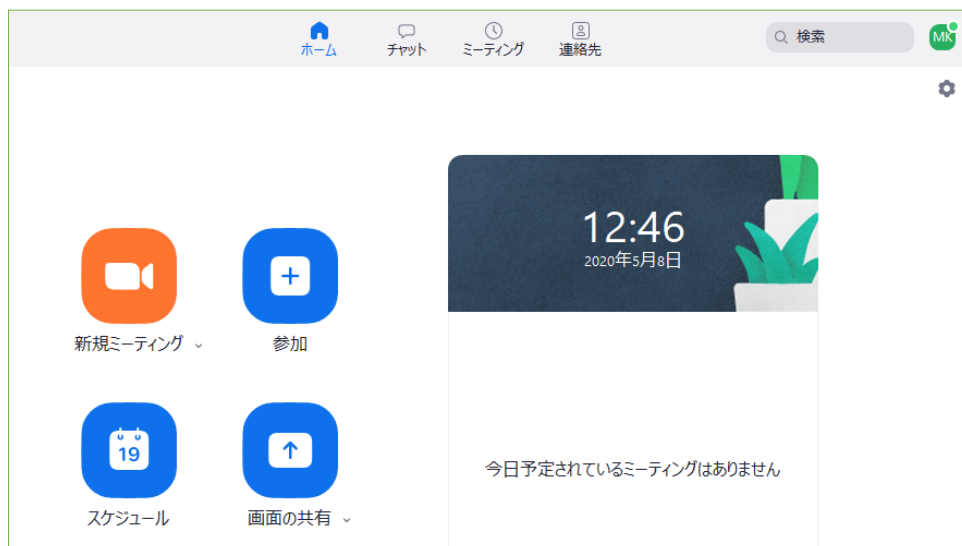 ホーム
チャット
ミーティング
連絡先
検索
MK
12:46
2020年5月8日
新規ミーティング
参加
19
スケジュール
画面の共有
今日予定されているミーティングはありません